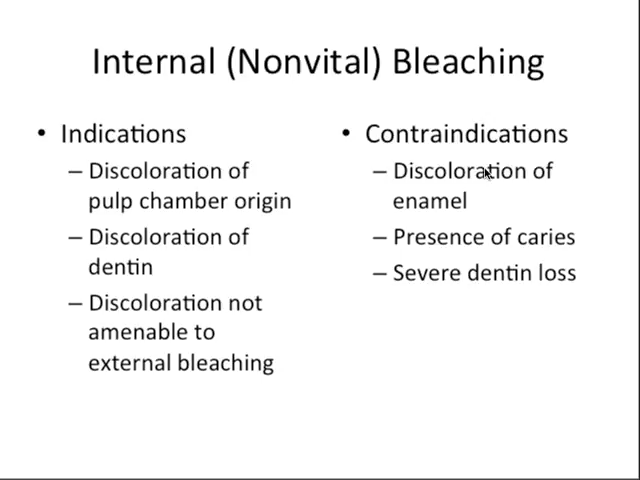 Internal (Nonvital) Bleaching
• Indications
– Discoloration of
pulp chamber origin
– Discoloration of
dentin
– Discoloration not
amenable to
external bleaching
• Contraindications
– Discoloration of
enamel
– Presence of caries
– Severe dentin loss